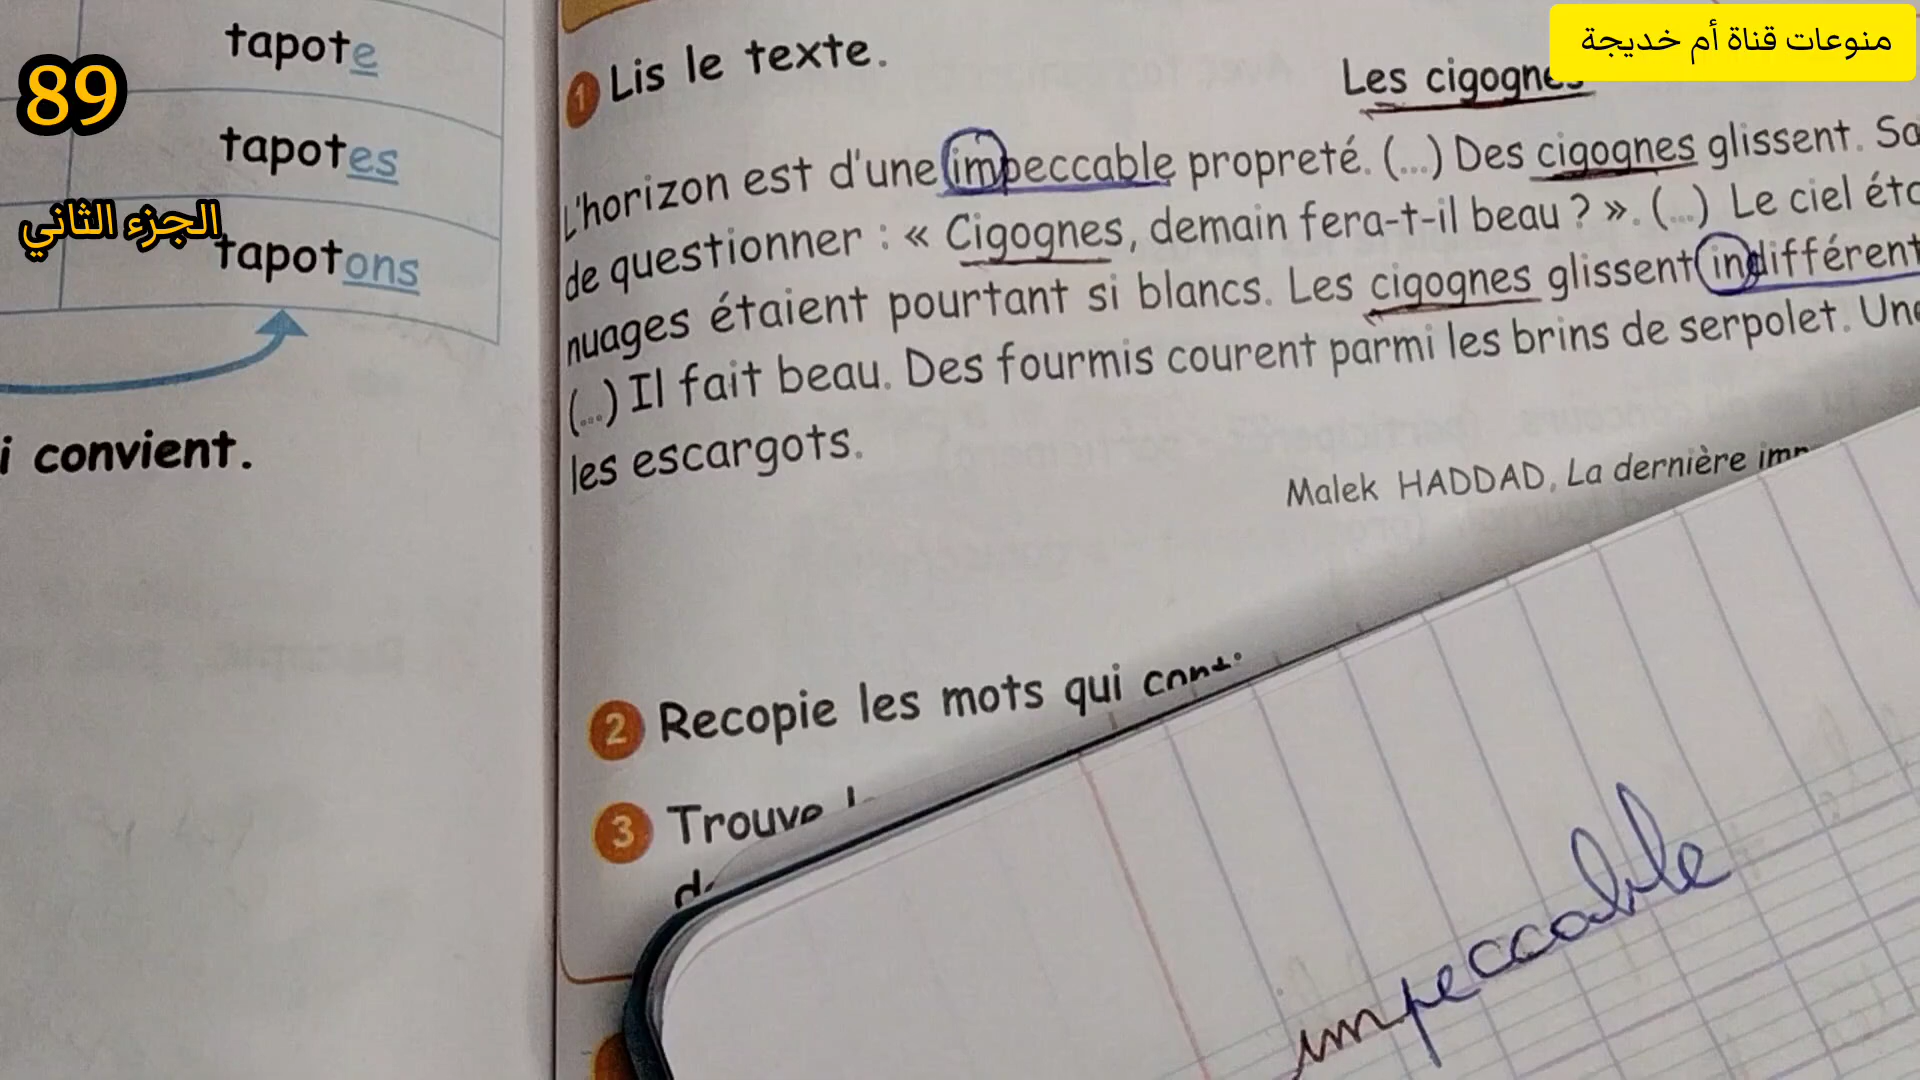 منوعات قناة أم خديجة
89
الجزء الثاني
tapote
tapotes
tapotons
i convient.
1 Lis le texte.
Les cigognes
L'horizon est d'une impeccable propreté. (...) Des cigognes glissent. Sa
de questionner : « Cigognes, demain fera-t-il beau ? ». (...) Le ciel éta
nuages étaient pourtant si blancs. Les cigognes glissent indifférent
(...) Il fait beau. Des fourmis courent parmi les brins de serpolet. Une
les escargots.
Malek HADDAD, La dernière imp
2 Recopie les mots qui
3 Trouve
impeccable